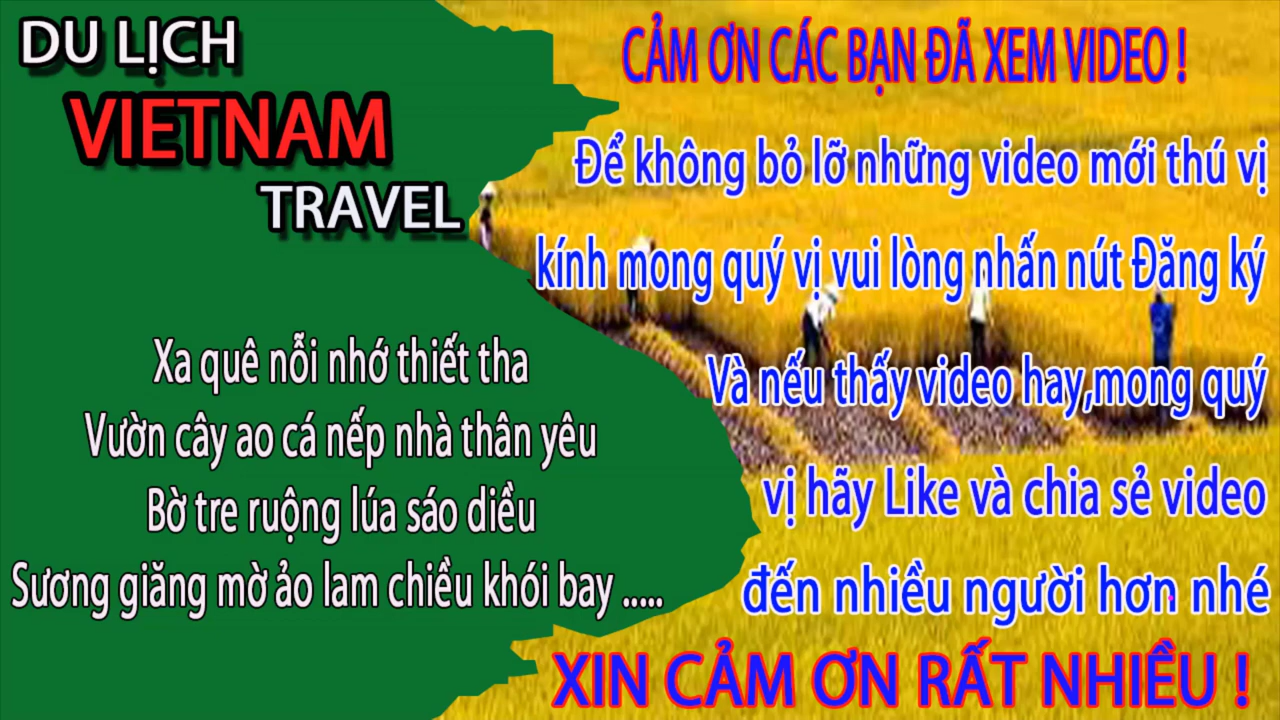 DU LỊCH
VIETNAM
TRAVEL
Xa quê nỗi nhớ thiết tha
Vườn cây ao cá nếp nhà thân yêu
Bờ tre ruộng lúa sáo diều
Sương giăng mờ ảo lam chiều khói bay .....
CẢM ƠN CÁC BẠN ĐÃ XEM VIDEO !
Để không bỏ lỡ những video mới thú vị
kính mong quý vị vui lòng nhấn nút Đăng ký
Và nếu thấy video hay,mong quý
vị hãy Like và chia sẻ video
đến nhiều người hơn nhé
XIN CẢM ƠN RẤT NHIỀU !